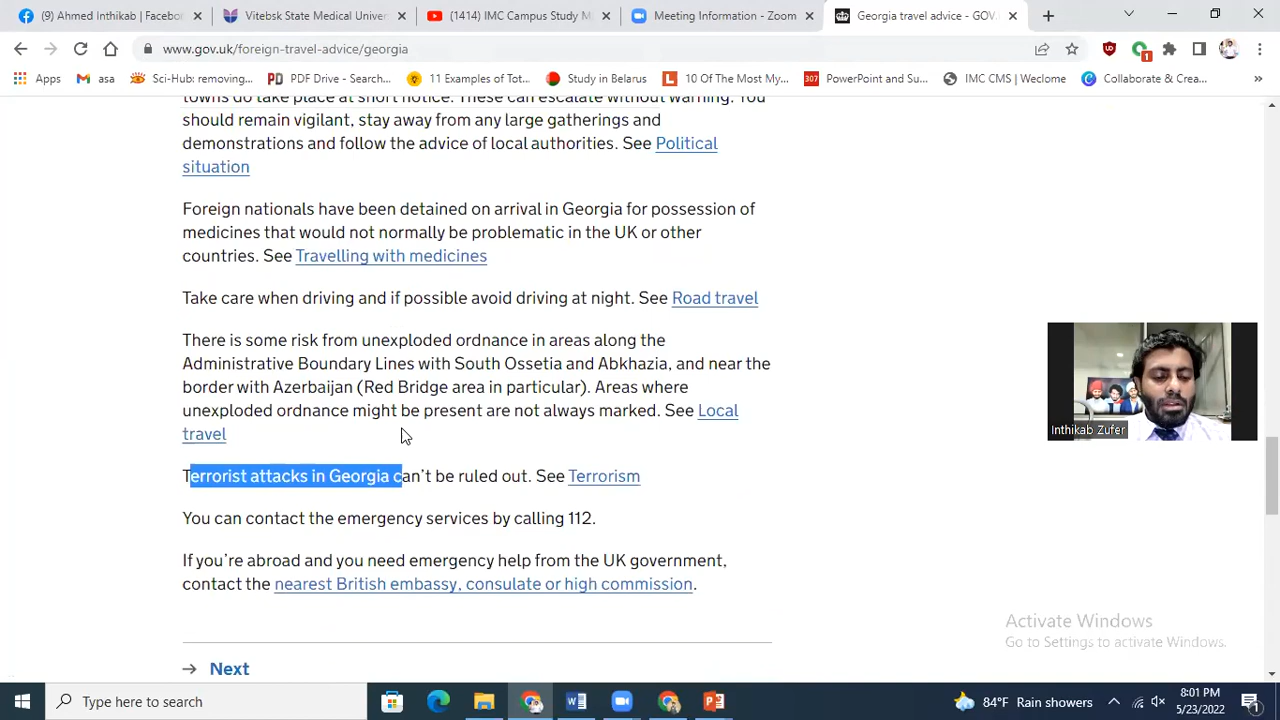 (9) Ahmed Inthikab | Facebo
Vitebsk State Medical Univer
(1414) IMC Campus Study M
Meeting Information - Zoom
Georgia travel advice - GOV.
www.gov.uk/foreign-travel-advice/georgia
Apps
asa
Sci-Hub: removing...
PDF Drive - Search...
11 Examples of Tot...
Study in Belarus
10 Of The Most My...
PowerPoint and Su...
IMC CMS | Weclome
Collaborate & Crea...
towns do take place at short notice. These can escalate without warning. You
should remain vigilant, stay away from any large gatherings and
demonstrations and follow the advice of local authorities. See Political
situation
Foreign nationals have been detained on arrival in Georgia for possession of
medicines that would not normally be problematic in the UK or other
countries. See Travelling with medicines
Take care when driving and if possible avoid driving at night. See Road travel
There is some risk from unexploded ordnance in areas along the
Administrative Boundary Lines with South Ossetia and Abkhazia, and near the
border with Azerbaijan (Red Bridge area in particular). Areas where
unexploded ordnance might be present are not always marked. See Local
travel
Terrorist attacks in Georgia can't be ruled out. See Terrorism
You can contact the emergency services by calling 112.
If you're abroad and you need emergency help from the UK government,
contact the nearest British embassy, consulate or high commission.
→ Next
Inthikab Zufer
Activate Windows
Go to Settings to activate Windows.
Type here to search
84°F Rain showers
8:01 PM
5/23/2022